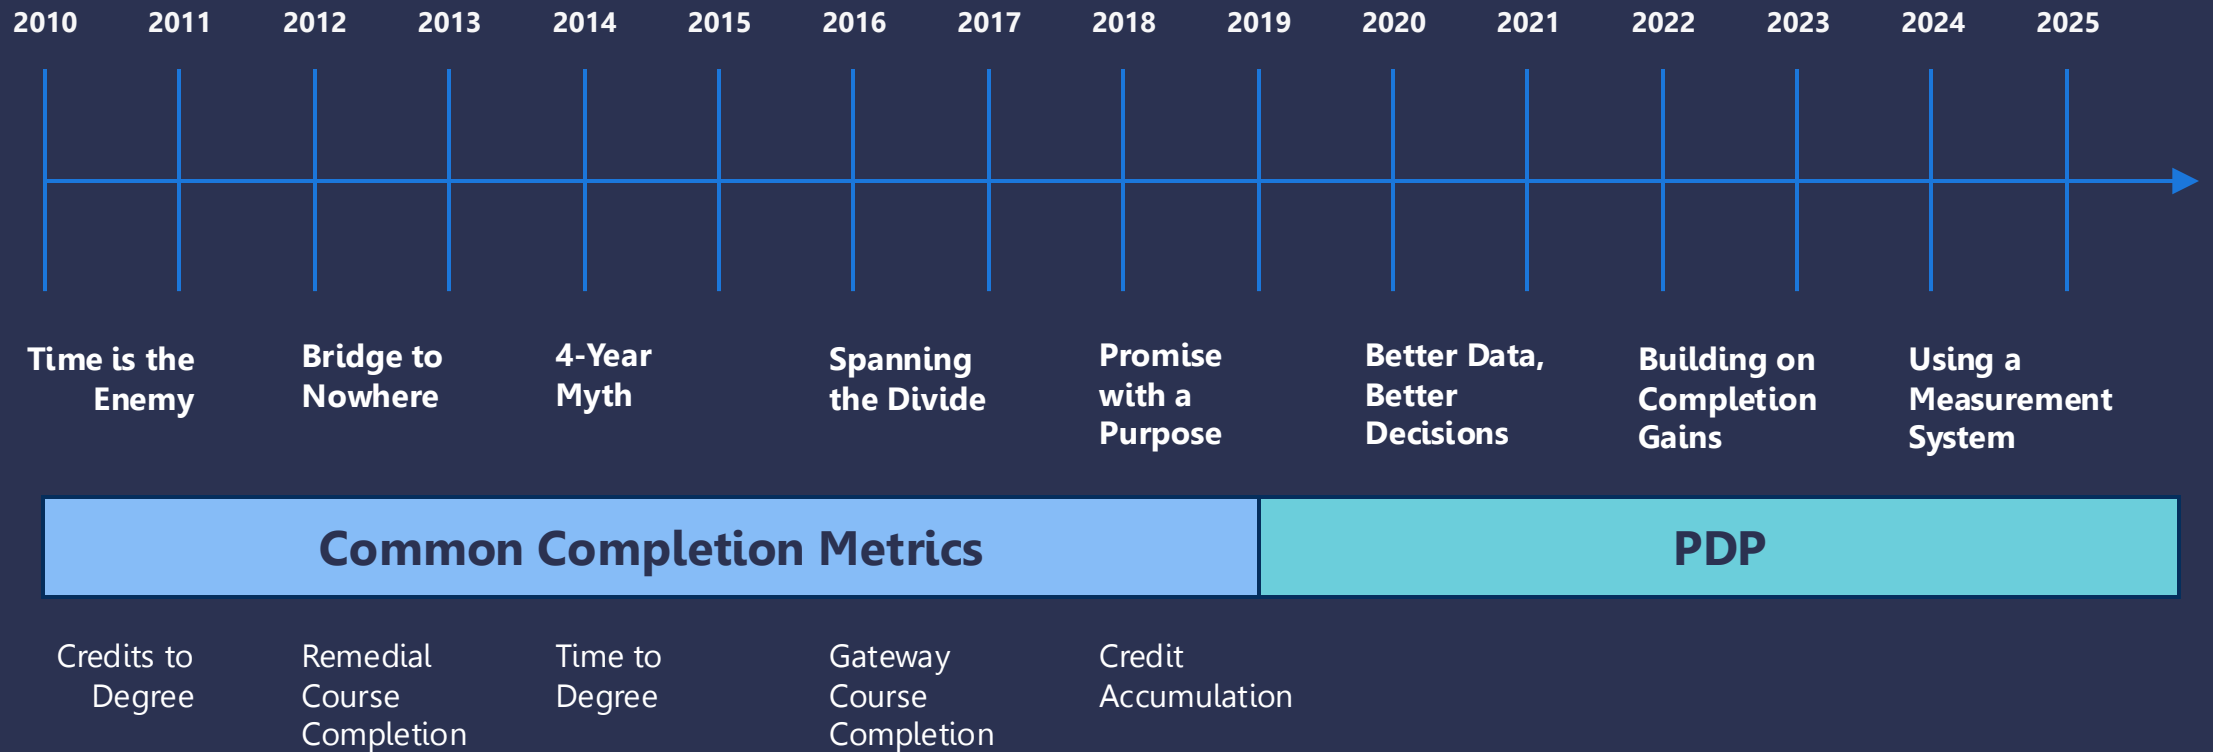 2010 2011 2012 2013 2014 2015 2016 2017 2018 2019 2020 2021 2022 2023 2024 2025
Time is the
Enemy
Bridge to
Nowhere
4-Year
Myth
Spanning
the Divide
Promise
with a
Purpose
Better Data,
Better
Decisions
Building on
Completion
Gains
Using a
Measurement
System
Common Completion Metrics
PDP
Credits to
Degree
Remedial
Course
Completion
Time to
Degree
Gateway
Course
Completion
Credit
Accumulation